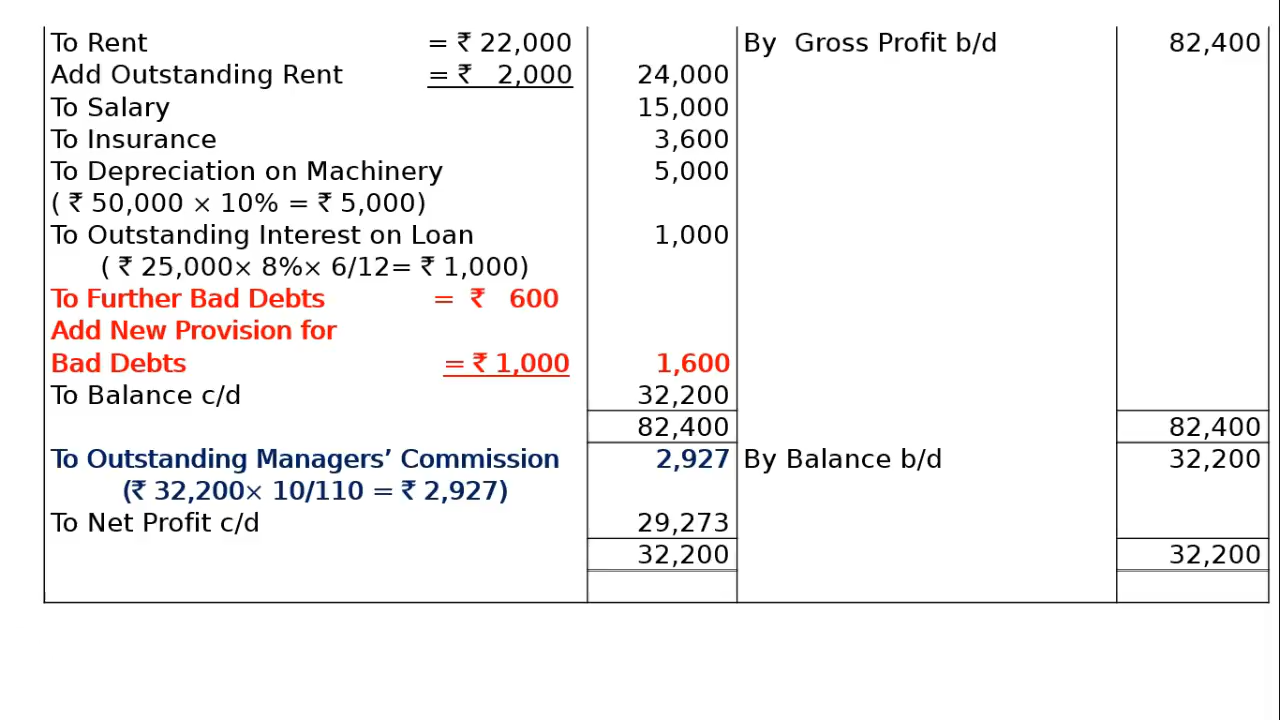 To Rent = ₹ 22,000 By Gross Profit b/d 82,400
Add Outstanding Rent = ₹ 2,000 24,000
To Salary 15,000
To Insurance 3,600
To Depreciation on Machinery 5,000
( ₹ 50,000 × 10% = ₹ 5,000)
To Outstanding Interest on Loan 1,000
( ₹ 25,000× 8%× 6/12= ₹ 1,000)
To Further Bad Debts = ₹ 600
Add New Provision for
Bad Debts = ₹ 1,000 1,600
To Balance c/d 32,200
82,400 82,400
To Outstanding Managers’ Commission 2,927 By Balance b/d 32,200
(₹ 32,200× 10/110 = ₹ 2,927)
To Net Profit c/d 29,273
32,200 32,200